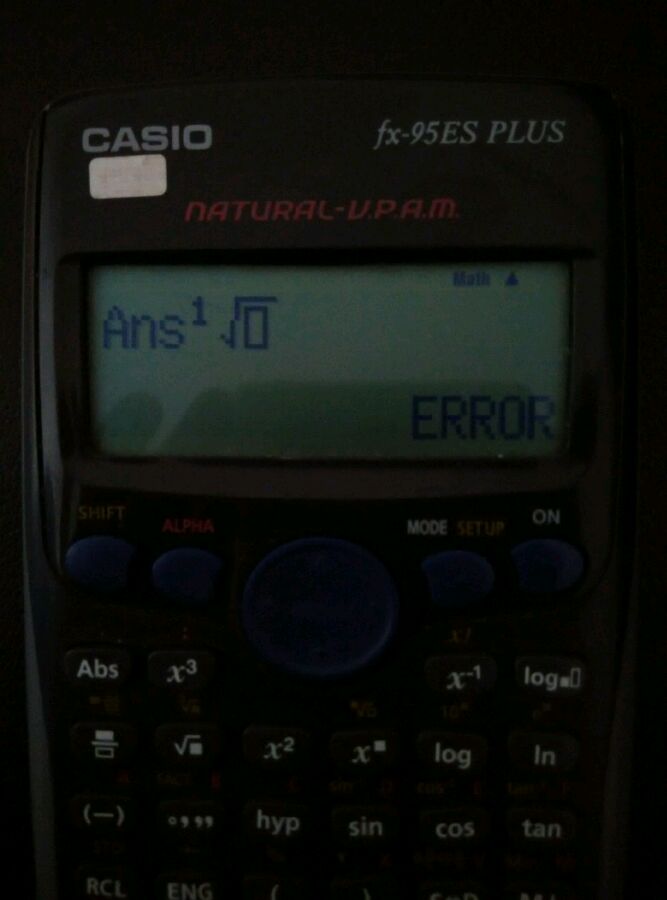 CASIO fx-95ES PLUS
NATURAL-V.P.A.M.
Math ▲
Ans¹√▯
ERROR
SHIFT ALPHA MODE SETUP ON
x!
Abs x³ x⁻¹ log▪▯
√▪ x² x▪ log ln
(−) °,,, hyp sin cos tan
STO
RCL ENG ( ) S⇔D M+